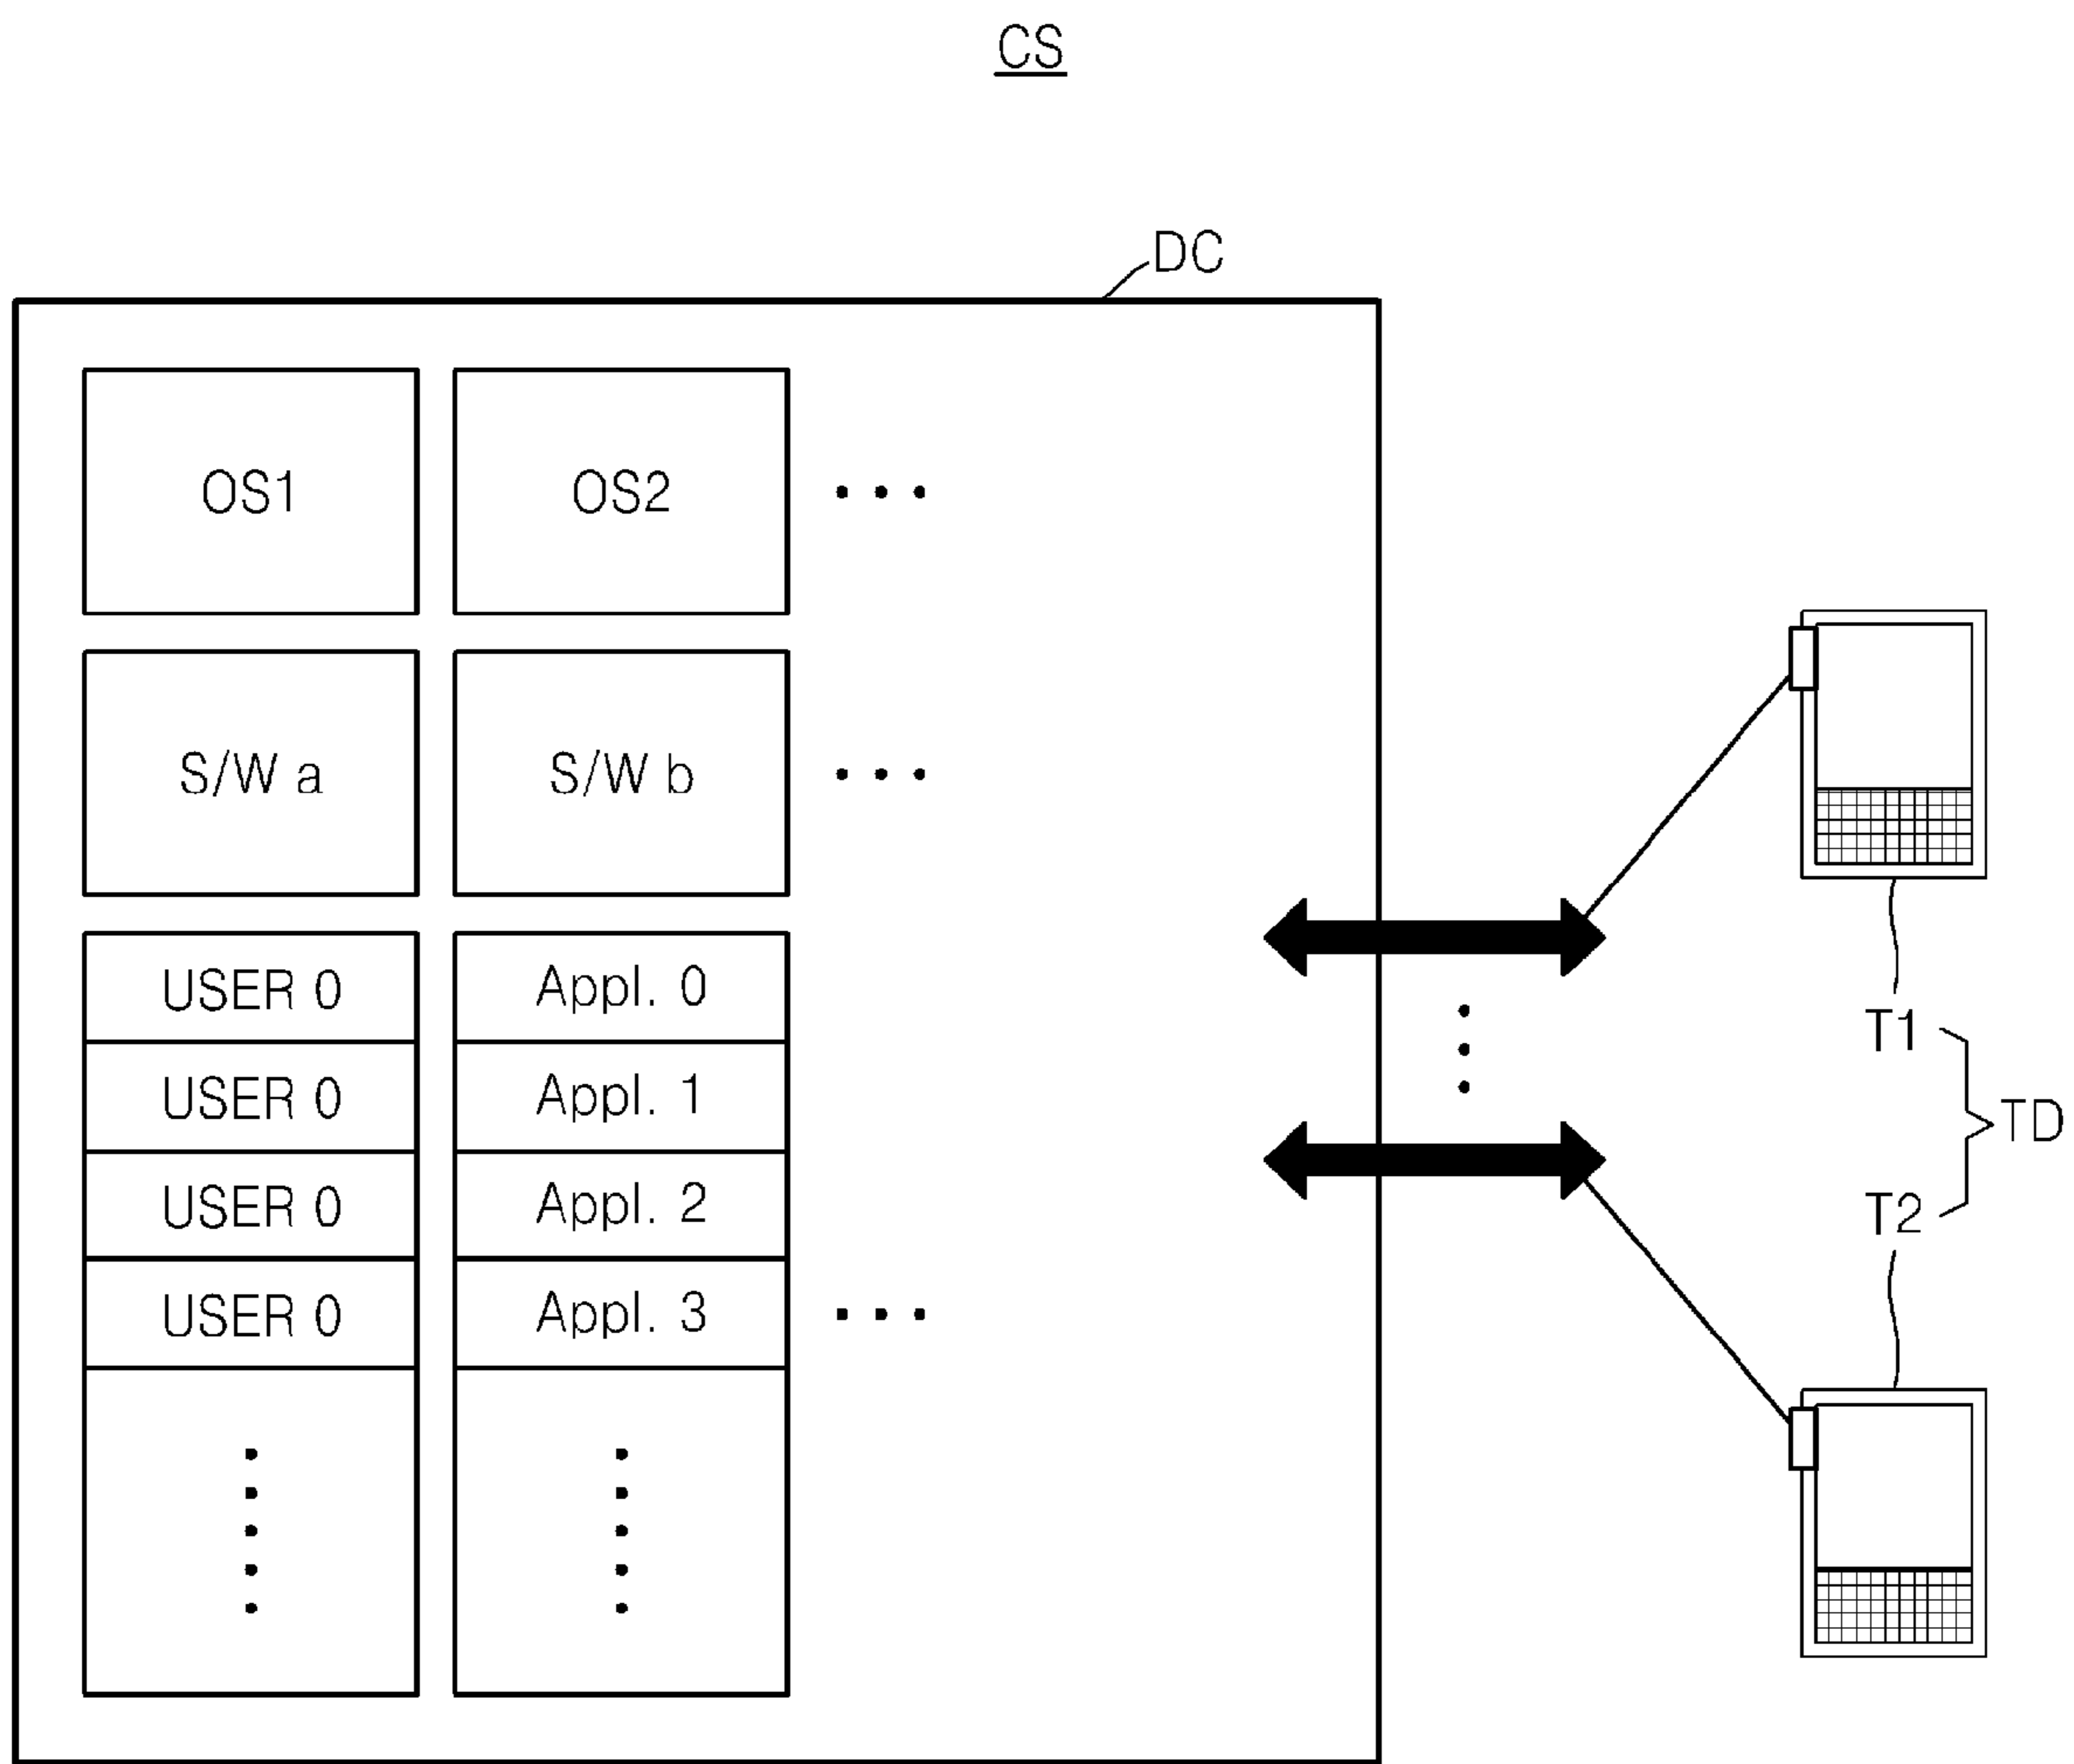 CS
DC
OS1 OS2 ...
S/W a S/W b ...
USER 0 Appl. 0
USER 0 Appl. 1
USER 0 Appl. 2
USER 0 Appl. 3 ...
T1
TD
T2